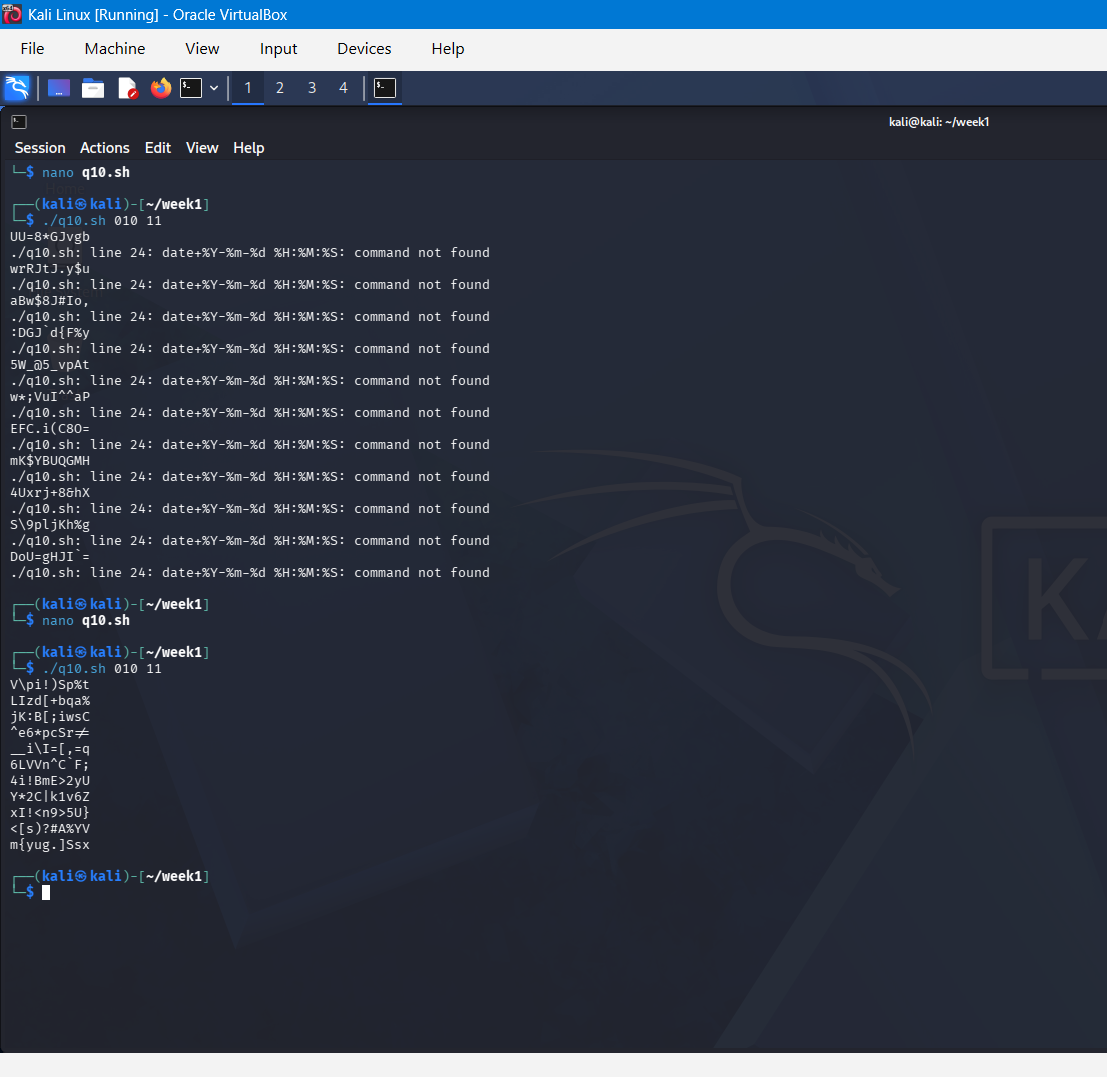 Kali Linux [Running] - Oracle VirtualBox
File Machine View Input Devices Help
1 2 3 4
kali@kali: ~/week1
Session Actions Edit View Help
└─$ nano q10.sh
┌──(kali㉿kali)-[~/week1]
└─$ ./q10.sh 010 11
UU=8*GJvgb
./q10.sh: line 24: date+%Y-%m-%d %H:%M:%S: command not found
wrRJtJ.y$u
./q10.sh: line 24: date+%Y-%m-%d %H:%M:%S: command not found
aBw$8J#Io,
./q10.sh: line 24: date+%Y-%m-%d %H:%M:%S: command not found
:DGJ`d{F%y
./q10.sh: line 24: date+%Y-%m-%d %H:%M:%S: command not found
5W_@5_vpAt
./q10.sh: line 24: date+%Y-%m-%d %H:%M:%S: command not found
w*;VuI^^aP
./q10.sh: line 24: date+%Y-%m-%d %H:%M:%S: command not found
EFC.i(C8O=
./q10.sh: line 24: date+%Y-%m-%d %H:%M:%S: command not found
mK$YBUQGMH
./q10.sh: line 24: date+%Y-%m-%d %H:%M:%S: command not found
4Uxrj+8&hX
./q10.sh: line 24: date+%Y-%m-%d %H:%M:%S: command not found
S\9pljKh%g
./q10.sh: line 24: date+%Y-%m-%d %H:%M:%S: command not found
DoU=gHJI`=
./q10.sh: line 24: date+%Y-%m-%d %H:%M:%S: command not found
┌──(kali㉿kali)-[~/week1]
└─$ nano q10.sh
┌──(kali㉿kali)-[~/week1]
└─$ ./q10.sh 010 11
V\pi!)Sp%t
LIzd[+bqa%
jK:B[;iwsC
^e6*pcSr≠
__i\I=[,=q
6LVVn^C`F;
4i!BmE>2yU
Y*2C|k1v6Z
xI!<n9>5U}
<[s)?#A%YV
m{yug.]Ssx
┌──(kali㉿kali)-[~/week1]
└─$